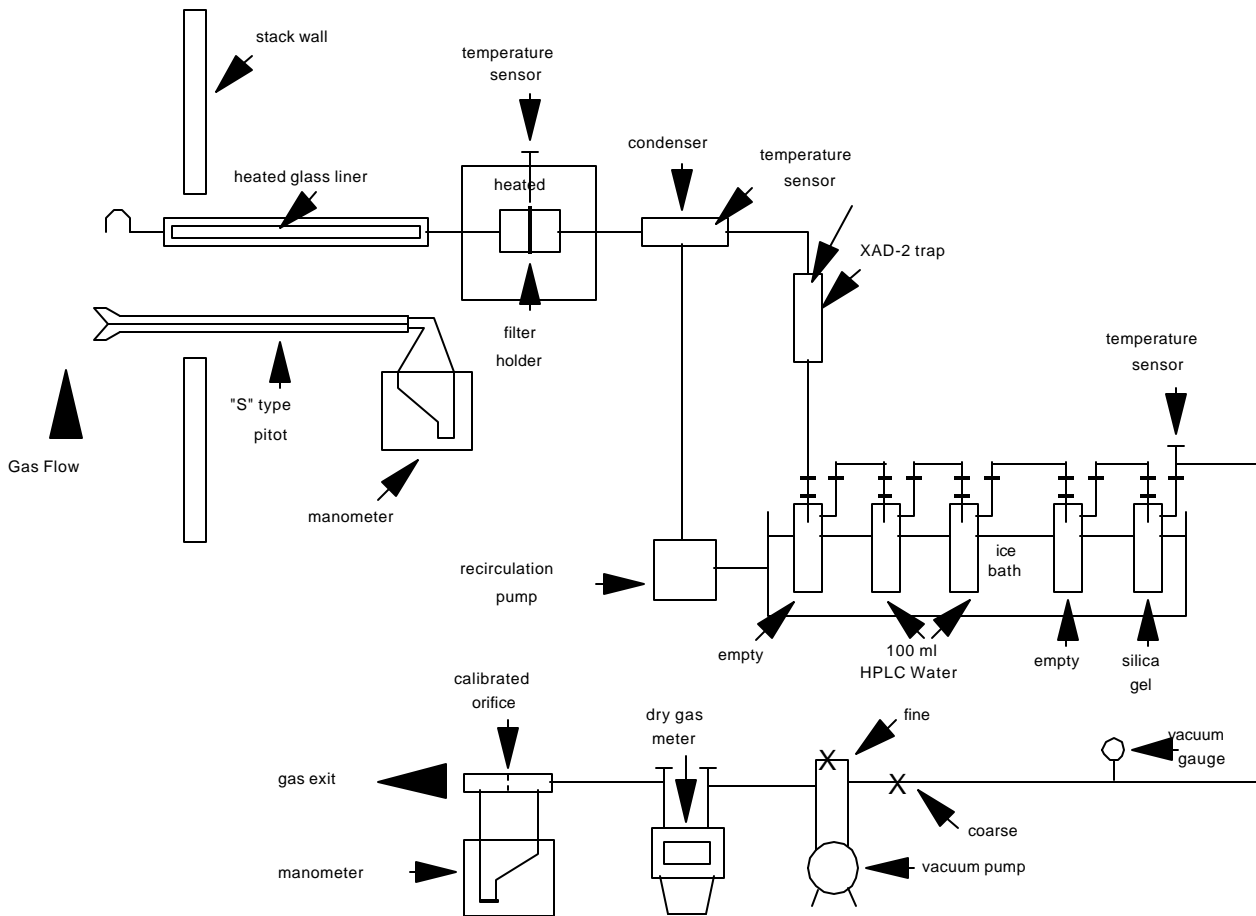 stack wall
temperature
sensor
condenser
temperature
sensor
heated glass liner
heated
XAD-2 trap
filter
holder
temperature
sensor
"S" type
pitot
Gas Flow
manometer
recirculation
pump
ice
bath
empty
100 ml
HPLC Water
empty
silica
gel
calibrated
orifice
dry gas
meter
fine
vacuum
gauge
gas exit
X
X
coarse
manometer
vacuum pump